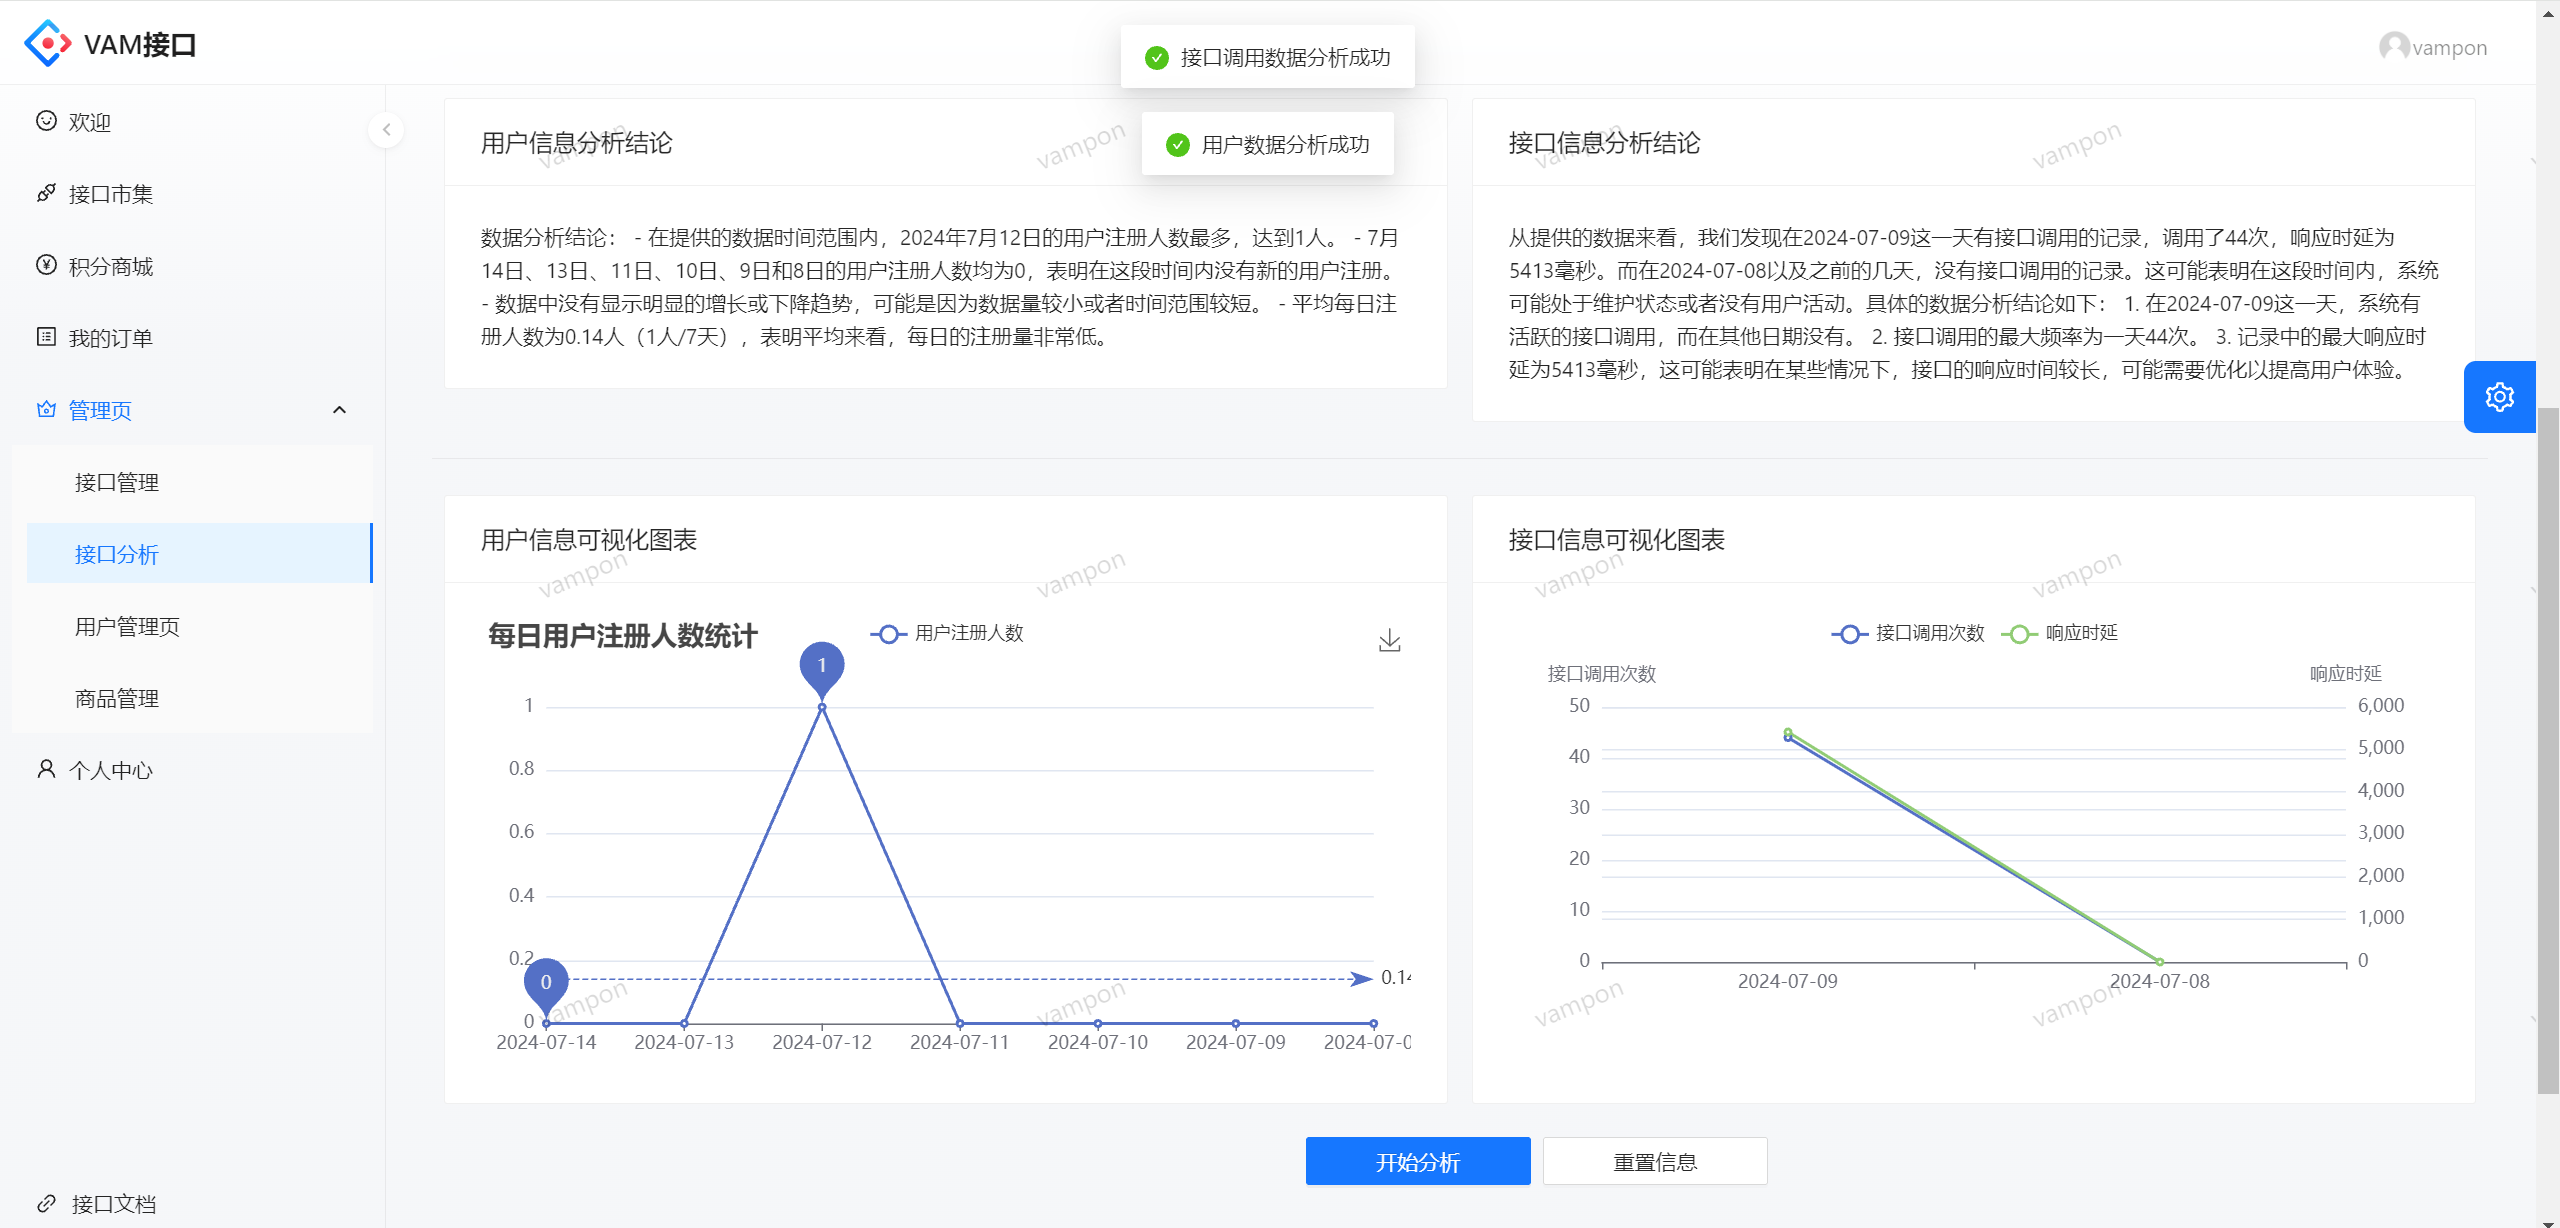 VAM接口
接口调用数据分析成功
用户数据分析成功
vampon
欢迎
接口市集
积分商城
我的订单
管理页
接口管理
接口分析
用户管理页
商品管理
个人中心
接口文档
用户信息分析结论
数据分析结论： - 在提供的数据时间范围内，2024年7月12日的用户注册人数最多，达到1人。 - 7月
14日、13日、11日、10日、9日和8日的用户注册人数均为0，表明在这段时间内没有新的用户注册。
- 数据中没有显示明显的增长或下降趋势，可能是因为数据量较小或者时间范围较短。 - 平均每日注
册人数为0.14人（1人/7天），表明平均来看，每日的注册量非常低。
接口信息分析结论
从提供的数据来看，我们发现在2024-07-09这一天有接口调用的记录，调用了44次，响应时延为
5413毫秒。而在2024-07-08以及之前的几天，没有接口调用的记录。这可能表明在这段时间内，系统
可能处于维护状态或者没有用户活动。具体的数据分析结论如下： 1. 在2024-07-09这一天，系统有
活跃的接口调用，而在其他日期没有。 2. 接口调用的最大频率为一天44次。 3. 记录中的最大响应时
延为5413毫秒，这可能表明在某些情况下，接口的响应时间较长，可能需要优化以提高用户体验。
vampon vampon vampon vampon
用户信息可视化图表
每日用户注册人数统计
用户注册人数
1
1
0.8
0.6
0.4
0.2
0
0
0.14
2024-07-14 2024-07-13 2024-07-12 2024-07-11 2024-07-10 2024-07-09 2024-07-0
接口信息可视化图表
接口调用次数 响应时延
接口调用次数 响应时延
50 6,000
40 5,000
30 4,000
20 3,000
10 2,000
0 1,000
0
2024-07-09 2024-07-08
vampon vampon vampon vampon
vampon vampon vampon vampon
开始分析 重置信息